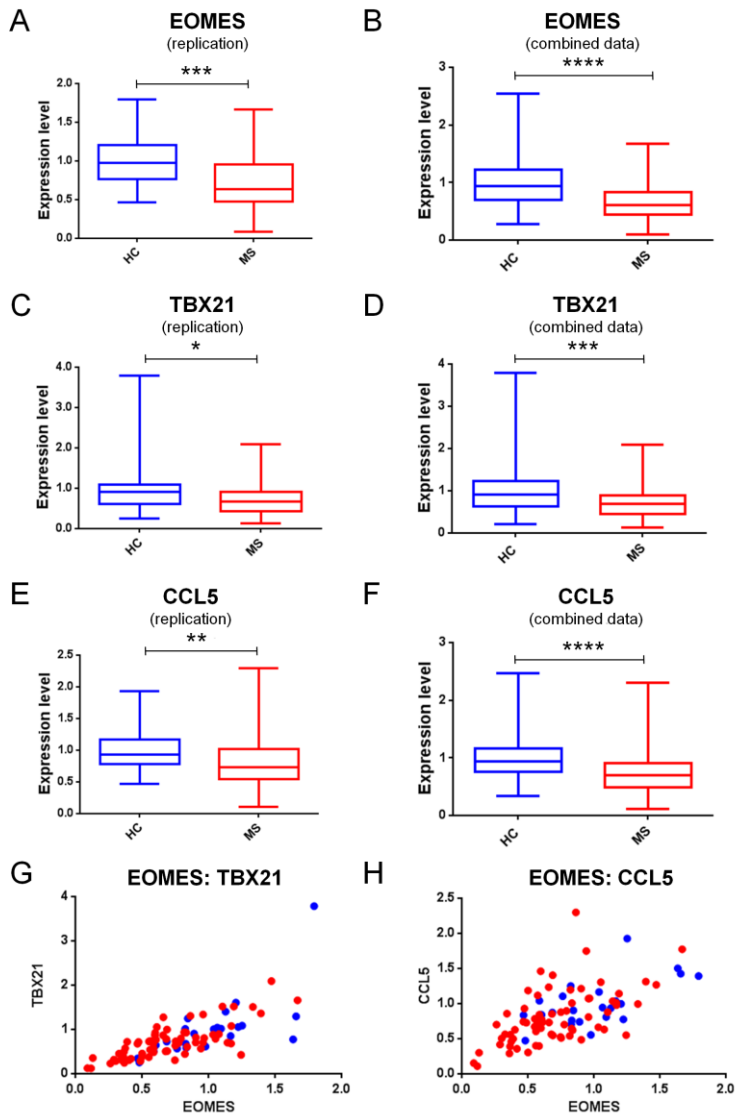 A
EOMES
(replication)
***
Expression level
2.0
1.5
1.0
0.5
0.0
HC
MS
B
EOMES
(combined data)
****
Expression level
3
2
1
0
HC
MS
C
TBX21
(replication)
*
Expression level
4.0
3.0
2.0
1.0
0.0
HC
MS
D
TBX21
(combined data)
***
Expression level
4
3
2
1
0
HC
MS
E
CCL5
(replication)
**
Expression level
2.5
2.0
1.5
1.0
0.5
0.0
HC
MS
F
CCL5
(combined data)
****
Expression level
3
2
1
0
HC
MS
G
EOMES: TBX21
TBX21
4
3
2
1
0
0.0 0.5 1.0 1.5 2.0
EOMES
H
EOMES: CCL5
CCL5
2.5
2.0
1.5
1.0
0.5
0.0
0.0 0.5 1.0 1.5 2.0
EOMES